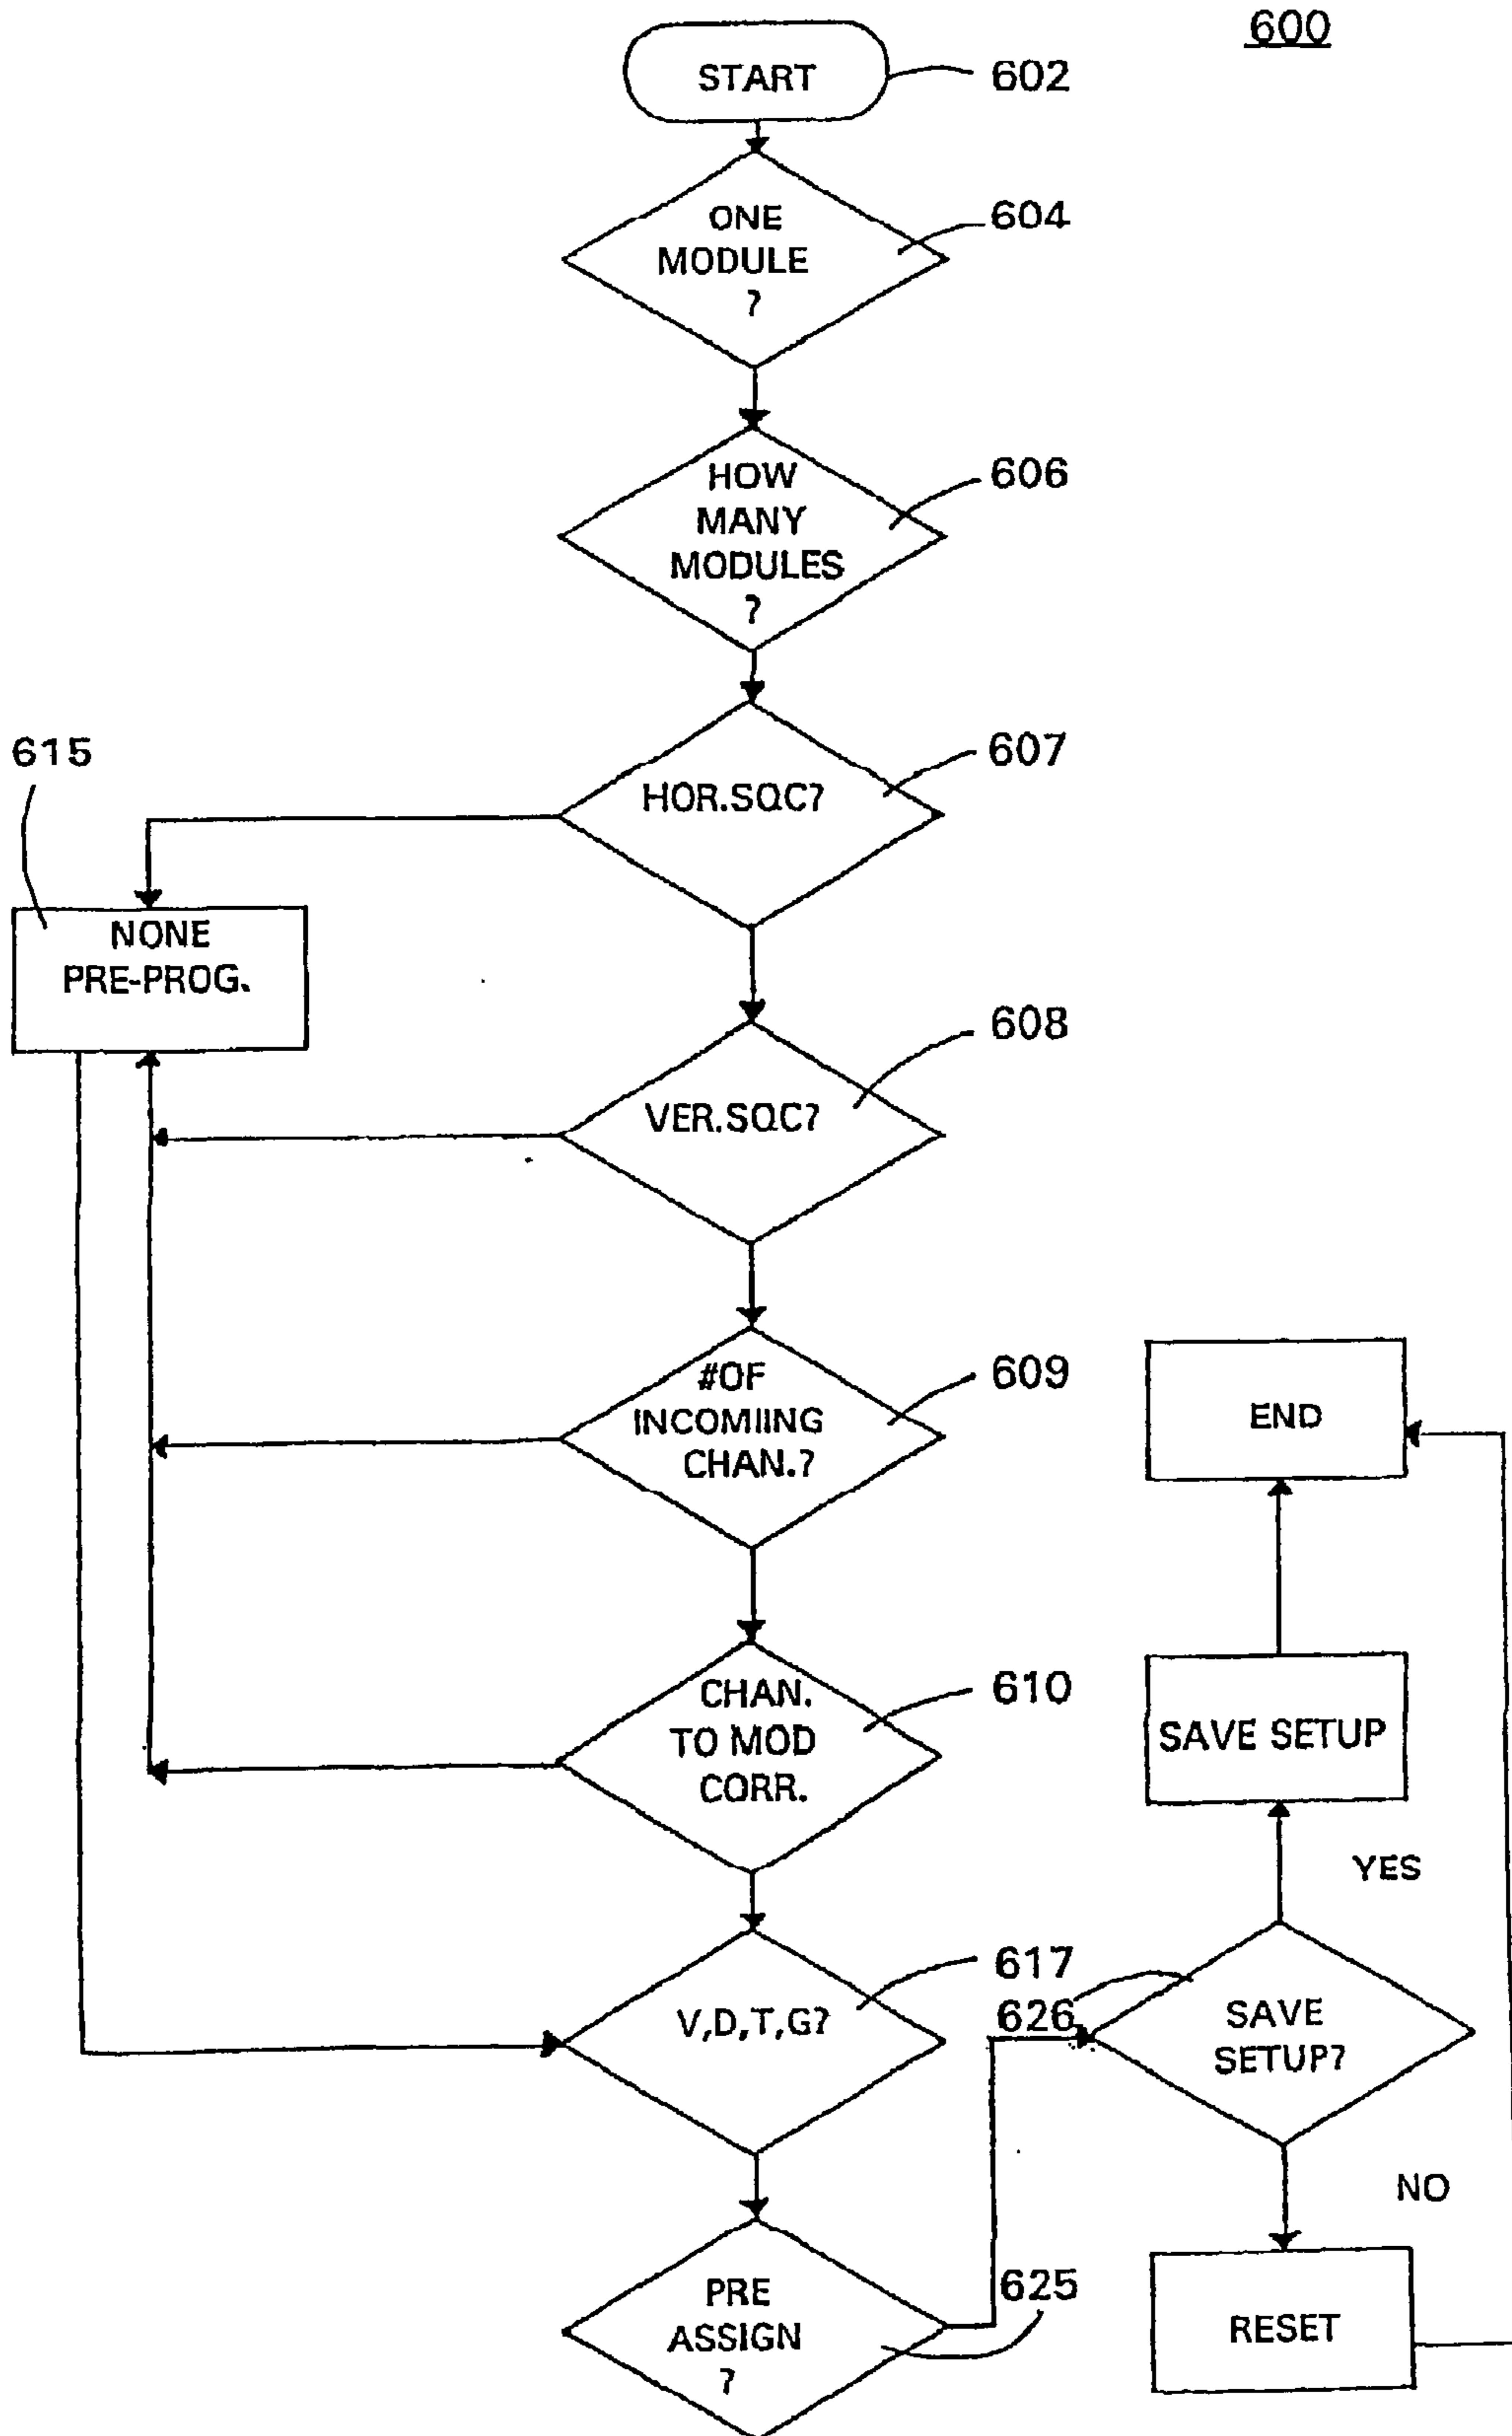 600
START
602
ONE
MODULE
?
604
HOW
MANY
MODULES
?
606
HOR.SQC?
607
615
NONE
PRE-PROG.
VER.SQC?
608
#OF
INCOMIING
CHAN.?
609
END
CHAN.
TO MOD
CORR.
610
SAVE SETUP
YES
V,D,T,G?
617
626
SAVE
SETUP?
NO
PRE
ASSIGN
?
625
RESET